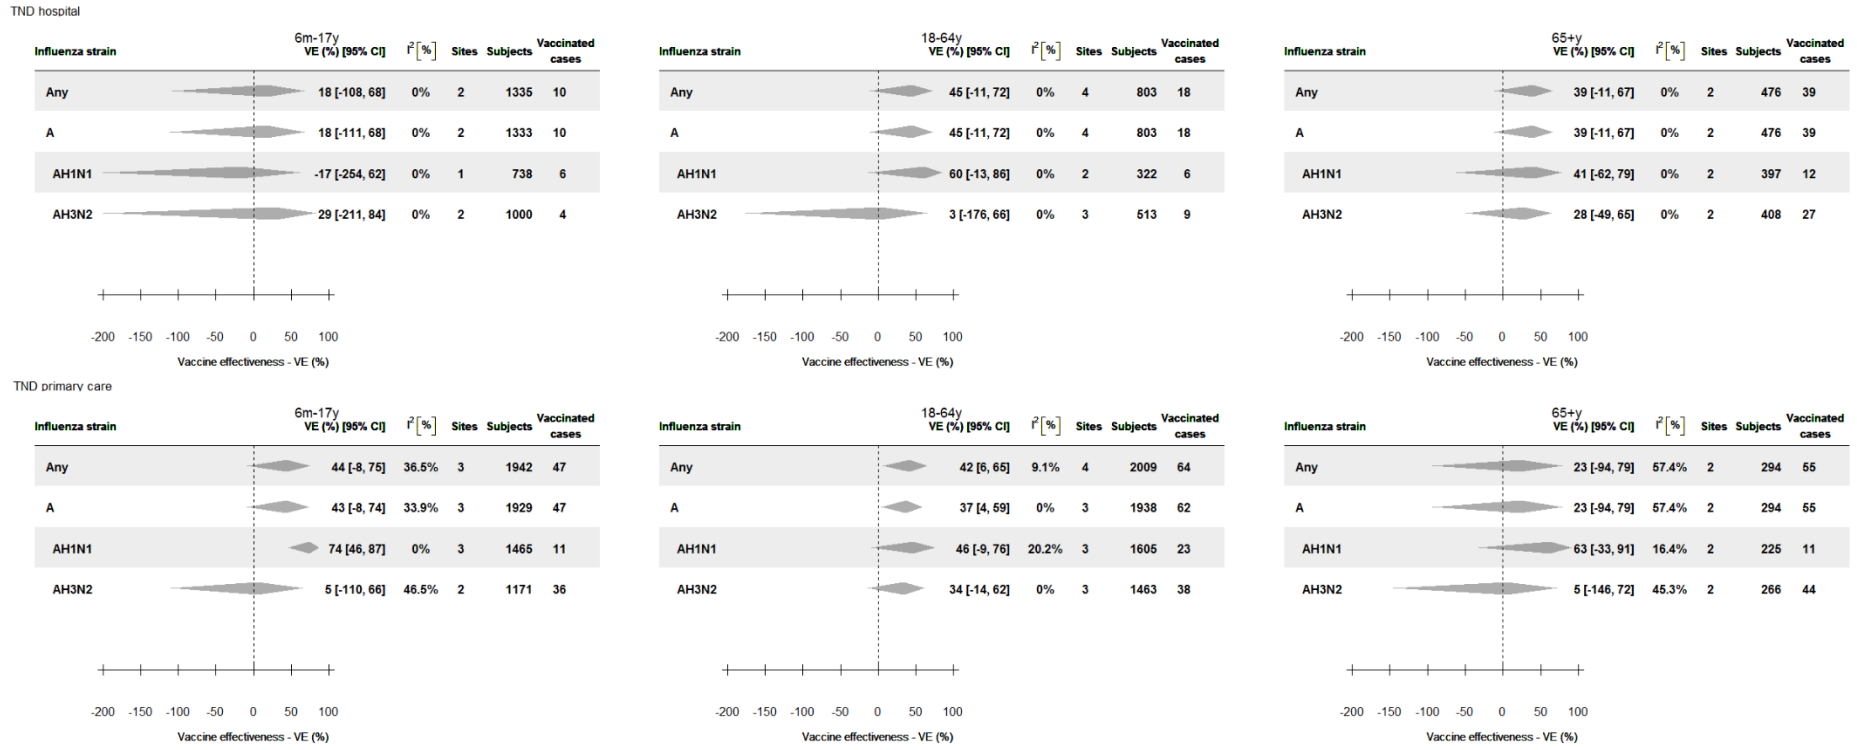 TND hospital
6m-17y
Influenza strain VE (%) [95% CI] I² [%] Sites Subjects Vaccinated cases
Any 18 [-108, 68] 0% 2 1335 10
A 18 [-111, 68] 0% 2 1333 10
AH1N1 -17 [-254, 62] 0% 1 738 6
AH3N2 29 [-211, 84] 0% 2 1000 4
-200 -150 -100 -50 0 50 100
Vaccine effectiveness - VE (%)
18-64y
Influenza strain VE (%) [95% CI] I² [%] Sites Subjects Vaccinated cases
Any 45 [-11, 72] 0% 4 803 18
A 45 [-11, 72] 0% 4 803 18
AH1N1 60 [-13, 86] 0% 2 322 6
AH3N2 3 [-176, 66] 0% 3 513 9
-200 -150 -100 -50 0 50 100
Vaccine effectiveness - VE (%)
65+y
Influenza strain VE (%) [95% CI] I² [%] Sites Subjects Vaccinated cases
Any 39 [-11, 67] 0% 2 476 39
A 39 [-11, 67] 0% 2 476 39
AH1N1 41 [-62, 79] 0% 2 397 12
AH3N2 28 [-49, 65] 0% 2 408 27
-200 -150 -100 -50 0 50 100
Vaccine effectiveness - VE (%)
TND primary care
6m-17y
Influenza strain VE (%) [95% CI] I² [%] Sites Subjects Vaccinated cases
Any 44 [-8, 75] 36.5% 3 1942 47
A 43 [-8, 74] 33.9% 3 1929 47
AH1N1 74 [46, 87] 0% 3 1465 11
AH3N2 5 [-110, 66] 46.5% 2 1171 36
-200 -150 -100 -50 0 50 100
Vaccine effectiveness - VE (%)
18-64y
Influenza strain VE (%) [95% CI] I² [%] Sites Subjects Vaccinated cases
Any 42 [6, 65] 9.1% 4 2009 64
A 37 [4, 59] 0% 3 1938 62
AH1N1 46 [-9, 76] 20.2% 3 1605 23
AH3N2 34 [-14, 62] 0% 3 1463 38
-200 -150 -100 -50 0 50 100
Vaccine effectiveness - VE (%)
65+y
Influenza strain VE (%) [95% CI] I² [%] Sites Subjects Vaccinated cases
Any 23 [-94, 79] 57.4% 2 294 55
A 23 [-94, 79] 57.4% 2 294 55
AH1N1 63 [-33, 91] 16.4% 2 225 11
AH3N2 5 [-146, 72] 45.3% 2 266 44
-200 -150 -100 -50 0 50 100
Vaccine effectiveness - VE (%)